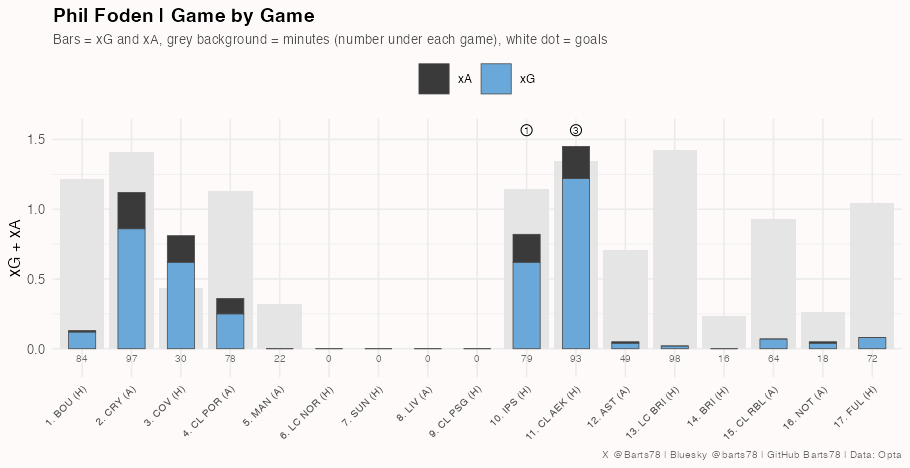 Phil Foden | Game by Game
Bars = xG and xA, grey background = minutes (number under each game), white dot = goals
xA xG
xG + xA
1.5
1.0
0.5
0.0
1 3
84 97 30 78 22 0 0 0 0 79 93 49 98 16 64 18 72
1. BOU (H)
2. CRY (A)
3. COV (H)
4. CL POR (A)
5. MAN (A)
6. LC NOR (H)
7. SUN (H)
8. LIV (A)
9. CL PSG (H)
10. IPS (H)
11. CL AEK (H)
12. AST (A)
13. LC BRI (H)
14. BRI (H)
15. CL RBL (A)
16. NOT (A)
17. FUL (H)
X @Barts78 | Bluesky @barts78 | GitHub Barts78 | Data: Opta